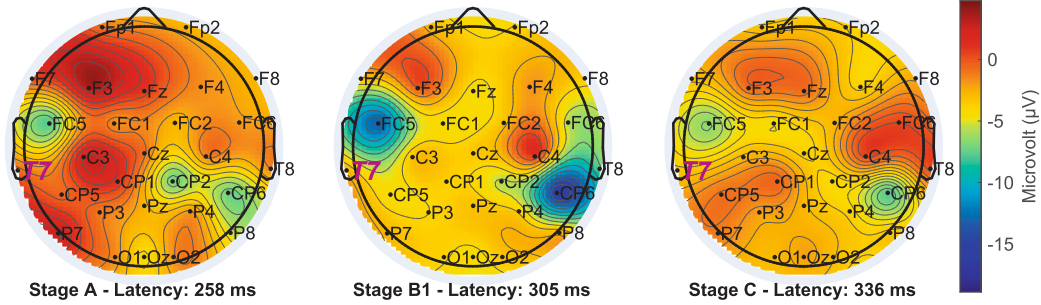 Fp1 Fp2
F7 F3 Fz F4 F8
FC5 FC1 FC2 FC6
T7 C3 Cz C4 T8
CP5 CP1 CP2 CP6
P7 P3 Pz P4 P8
O1 Oz O2
Stage A - Latency: 258 ms
Fp1 Fp2
F7 F3 Fz F4 F8
FC5 FC1 FC2 FC6
T7 C3 Cz C4 T8
CP5 CP1 CP2 CP6
P7 P3 Pz P4 P8
O1 Oz O2
Stage B1 - Latency: 305 ms
Fp1 Fp2
F7 F3 Fz F4 F8
FC5 FC1 FC2 FC6
T7 C3 Cz C4 T8
CP5 CP1 CP2 CP6
P7 P3 Pz P4 P8
O1 Oz O2
Stage C - Latency: 336 ms
0
-5
-10
-15
Microvolt (µV)